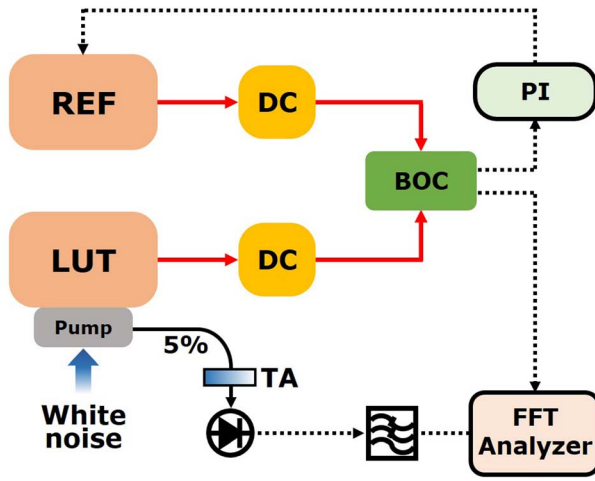 REF
DC
PI
BOC
LUT
DC
Pump
5%
TA
White
noise
FFT
Analyzer